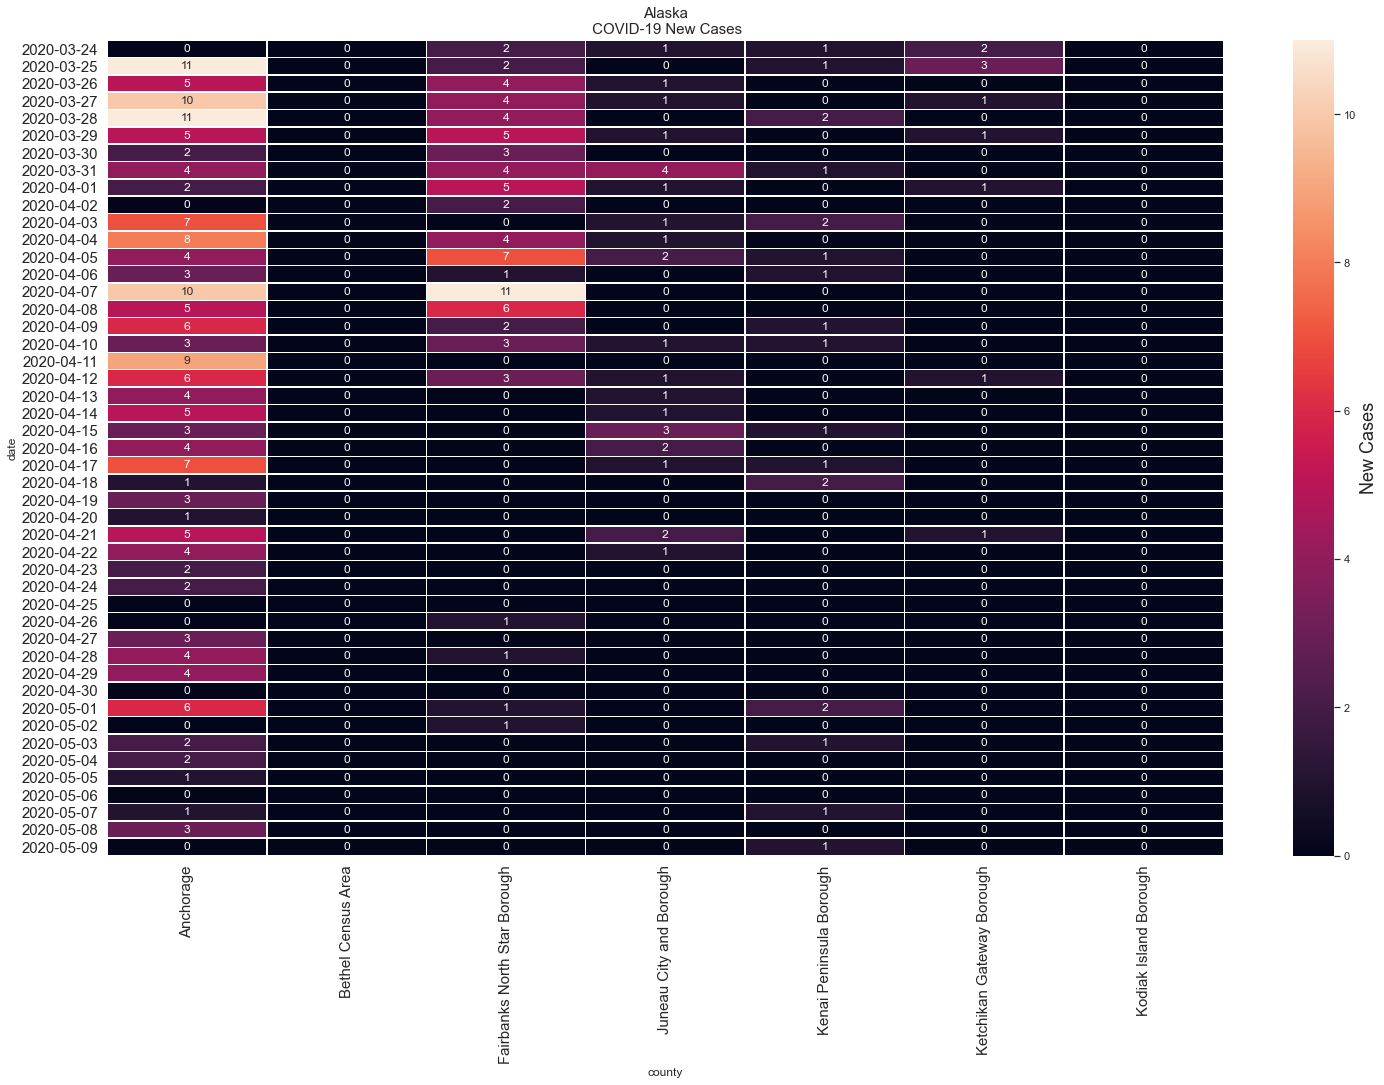 Alaska
COVID-19 New Cases
2020-03-24 0 0 2 1 1 2 0
2020-03-25 11 0 2 0 1 3 0
2020-03-26 5 0 4 1 0 0 0
2020-03-27 10 0 4 1 0 1 0
2020-03-28 11 0 4 0 2 0 0
2020-03-29 5 0 5 1 0 1 0
2020-03-30 2 0 3 0 0 0 0
2020-03-31 4 0 4 4 1 0 0
2020-04-01 2 0 5 1 0 1 0
2020-04-02 0 0 2 0 0 0 0
2020-04-03 7 0 0 1 2 0 0
2020-04-04 8 0 4 1 0 0 0
2020-04-05 4 0 7 2 1 0 0
2020-04-06 3 0 1 0 1 0 0
2020-04-07 10 0 11 0 0 0 0
2020-04-08 5 0 6 0 0 0 0
2020-04-09 6 0 2 0 1 0 0
2020-04-10 3 0 3 1 1 0 0
2020-04-11 9 0 0 0 0 0 0
2020-04-12 6 0 3 1 0 1 0
2020-04-13 4 0 0 1 0 0 0
2020-04-14 5 0 0 1 0 0 0
2020-04-15 3 0 0 3 1 0 0
2020-04-16 4 0 0 2 0 0 0
2020-04-17 7 0 0 1 1 0 0
2020-04-18 1 0 0 0 2 0 0
2020-04-19 3 0 0 0 0 0 0
2020-04-20 1 0 0 0 0 0 0
2020-04-21 5 0 0 2 0 1 0
2020-04-22 4 0 0 1 0 0 0
2020-04-23 2 0 0 0 0 0 0
2020-04-24 2 0 0 0 0 0 0
2020-04-25 0 0 0 0 0 0 0
2020-04-26 0 0 1 0 0 0 0
2020-04-27 3 0 0 0 0 0 0
2020-04-28 4 0 1 0 0 0 0
2020-04-29 4 0 0 0 0 0 0
2020-04-30 0 0 0 0 0 0 0
2020-05-01 6 0 1 0 2 0 0
2020-05-02 0 0 1 0 0 0 0
2020-05-03 2 0 0 0 1 0 0
2020-05-04 2 0 0 0 0 0 0
2020-05-05 1 0 0 0 0 0 0
2020-05-06 0 0 0 0 0 0 0
2020-05-07 1 0 0 0 1 0 0
2020-05-08 3 0 0 0 0 0 0
2020-05-09 0 0 0 0 1 0 0
date
Anchorage
Bethel Census Area
Fairbanks North Star Borough
Juneau City and Borough
Kenai Peninsula Borough
Ketchikan Gateway Borough
Kodiak Island Borough
county
10
8
6
4
2
0
New Cases